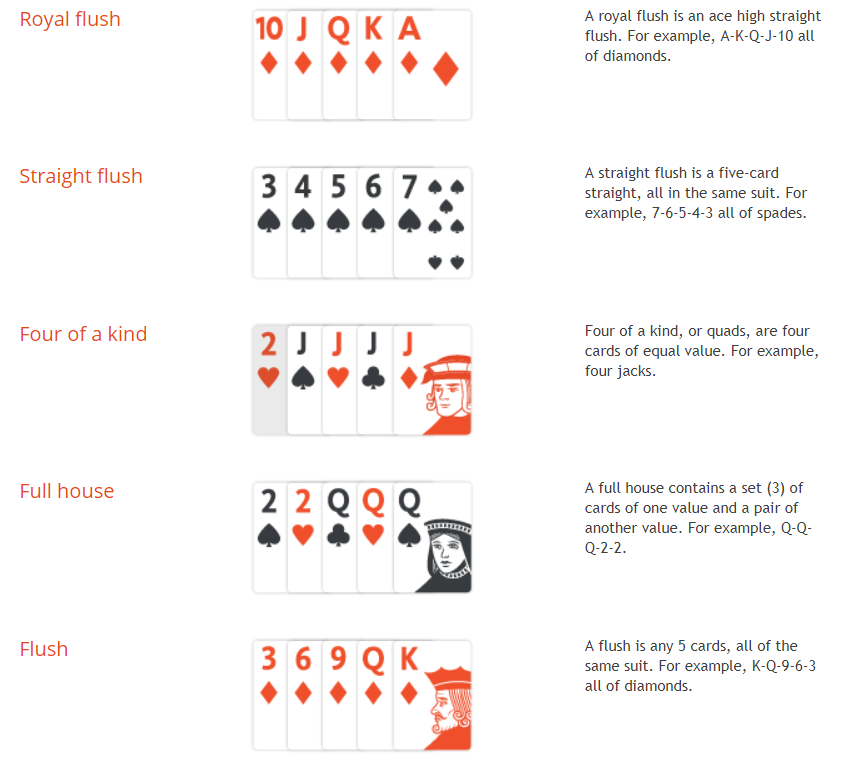 Royal flush
10 J Q K A
A royal flush is an ace high straight
flush. For example, A-K-Q-J-10 all
of diamonds.
Straight flush
3 4 5 6 7
A straight flush is a five-card
straight, all in the same suit. For
example, 7-6-5-4-3 all of spades.
Four of a kind
2 J J J J
Four of a kind, or quads, are four
cards of equal value. For example,
four jacks.
Full house
2 2 Q Q Q
A full house contains a set (3) of
cards of one value and a pair of
another value. For example, Q-Q-
Q-2-2.
Flush
3 6 9 Q K
A flush is any 5 cards, all of the
same suit. For example, K-Q-9-6-3
all of diamonds.